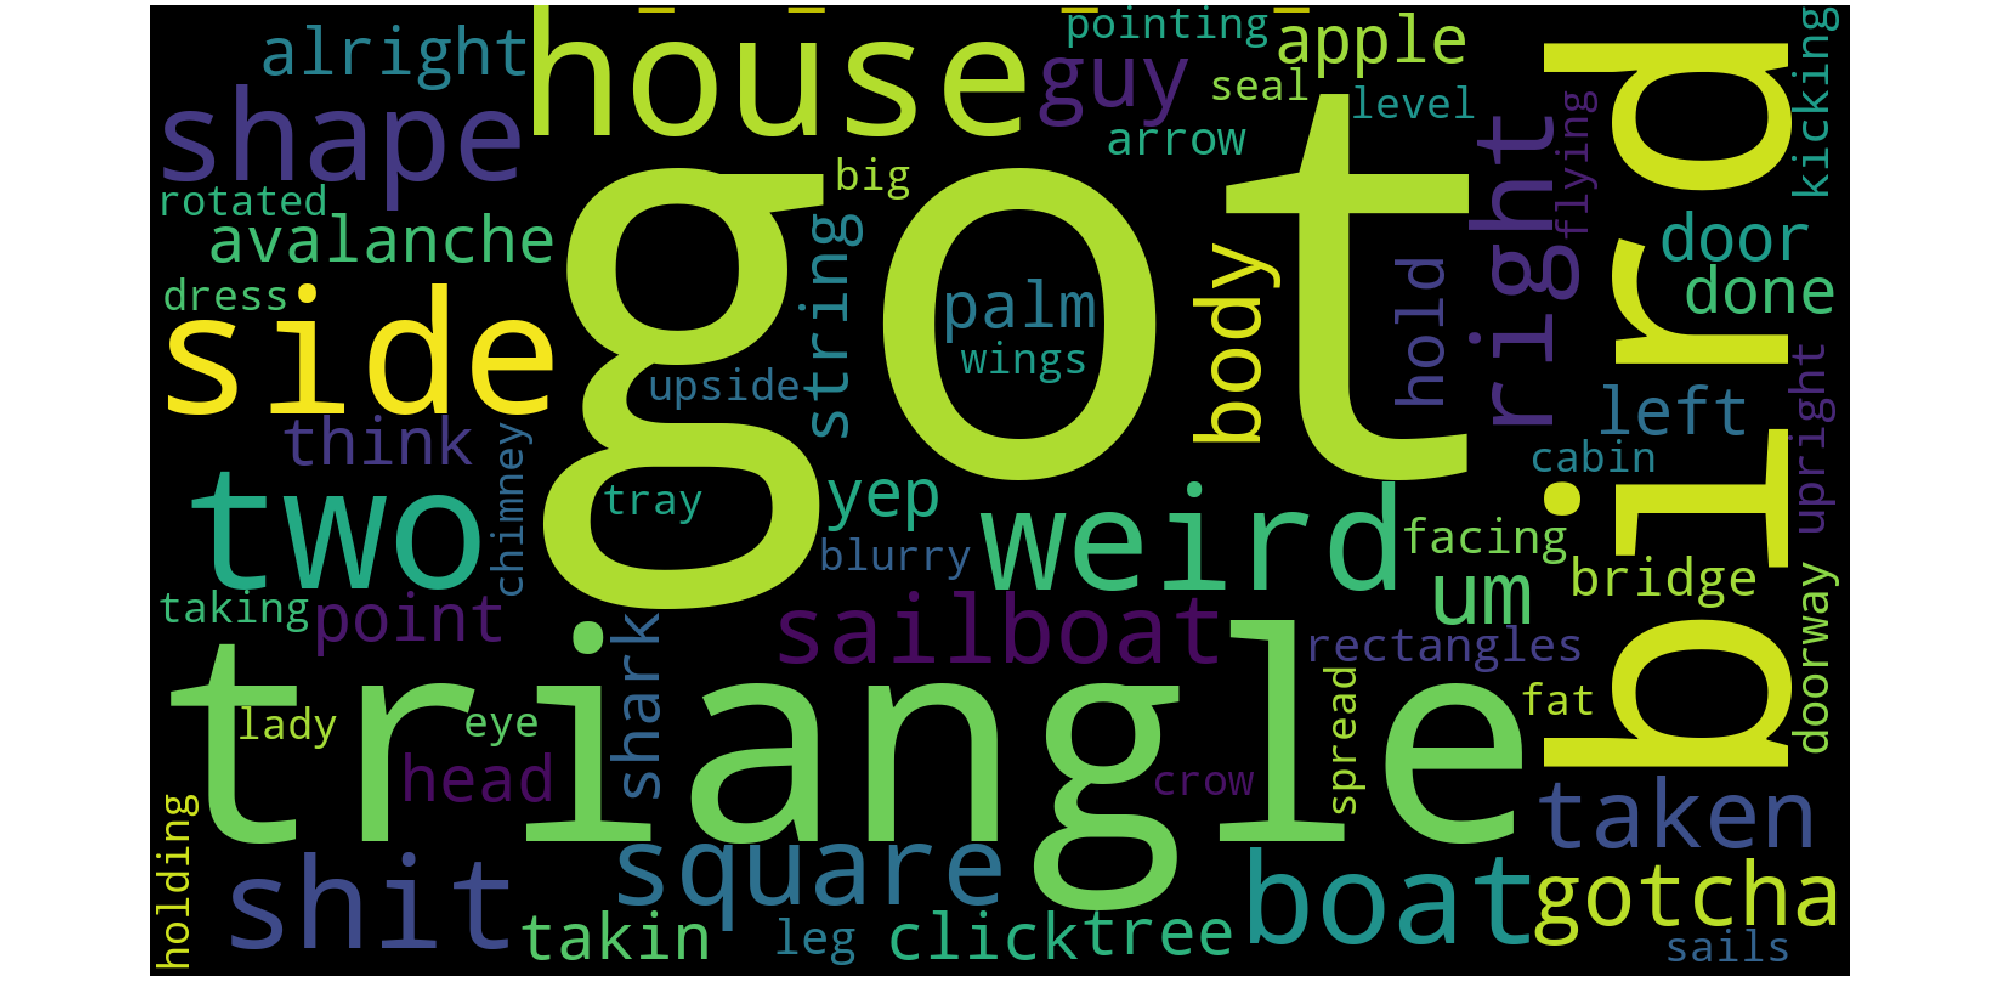 pointing
apple
alright
house
guy
seal
kicking
shape
arrow
level
right
flying
bird
big
rotated
avalanche
string
got
body
hold
door
dress
palm
done
side
wings
upside
left
upright
think
chimney
cabin
two
tray
yep
weird
facing
blurry
um
bridge
taking
point
shark
sailboat
rectangles
doorway
triangle
lady
eye
spread
fat
head
crow
taken
holding
shit
square
boat
gotcha
takin
leg
click
tree
sails